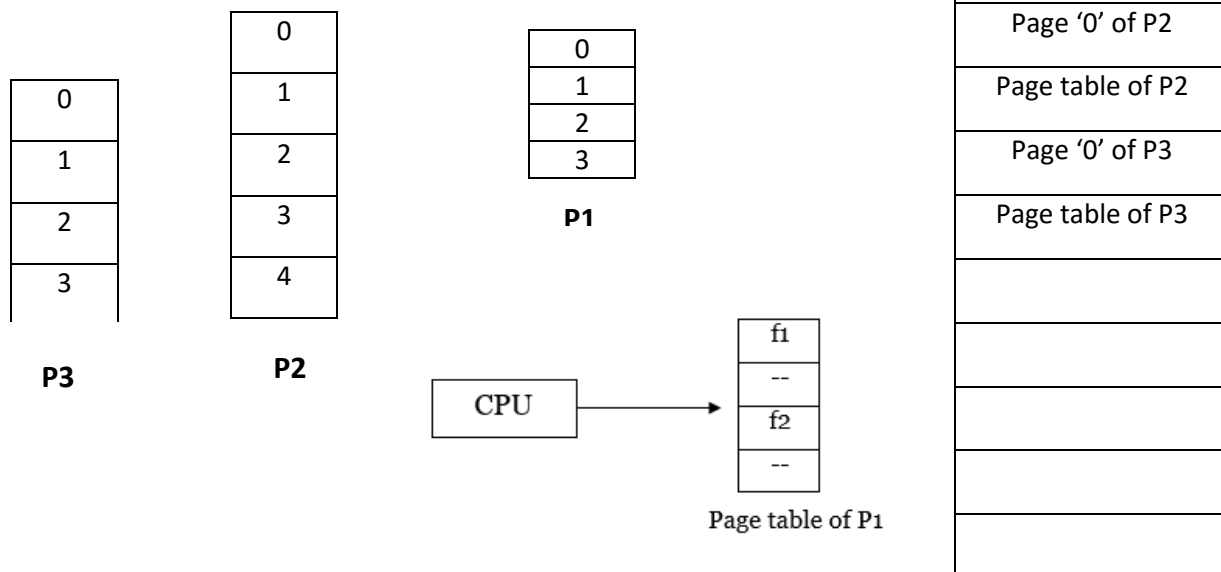 0
1
2
3
P3
0
1
2
3
4
P2
0
1
2
3
P1
CPU
f1
--
f2
--
Page table of P1
Page ‘0’ of P2
Page table of P2
Page ‘0’ of P3
Page table of P3